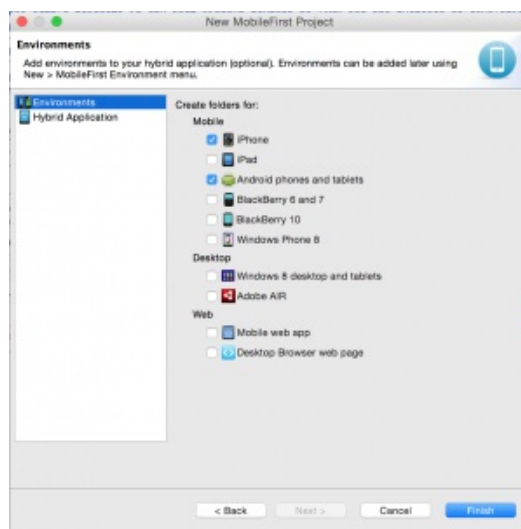 New MobileFirst Project
Environments
Add environments to your hybrid application (optional). Environments can be added later using
New > MobileFirst Environment menu.
Environments
Hybrid Application
Create folders for:
Mobile
iPhone
iPad
Android phones and tablets
BlackBerry 6 and 7
BlackBerry 10
Windows Phone 8
Desktop
Windows 8 desktop and tablets
Adobe AIR
Web
Mobile web app
Desktop Browser web page
< Back
Next >
Cancel
Finish